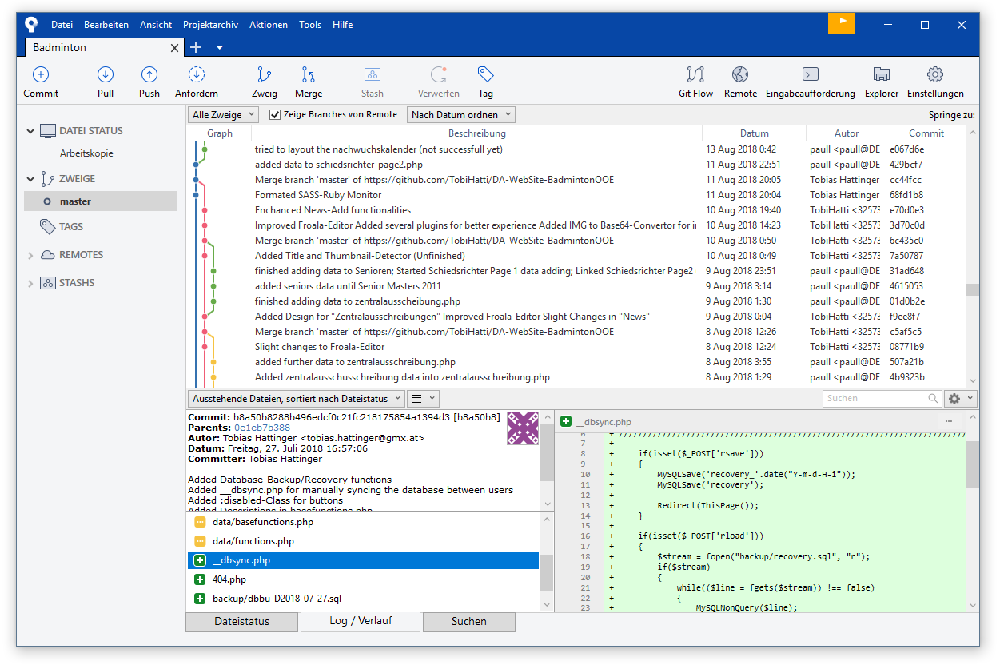 Datei Bearbeiten Ansicht Projektarchiv Aktionen Tools Hilfe
Badminton
Commit Pull Push Anfordern Zweig Merge Stash Verwerfen Tag Git Flow Remote Eingabeaufforderung Explorer Einstellungen
Alle Zweige Zeige Branches von Remote Nach Datum ordnen Springe zu:
DATEI STATUS
Arbeitskopie
ZWEIGE
master
TAGS
REMOTES
STASHS
Graph Beschreibung Datum Autor Commit
tried to layout the nachwuchskalender (not successfull yet) 13 Aug 2018 0:42 paull <paull@DE e067d6e
added data to schiedsrichter_page2.php 11 Aug 2018 22:51 paull <paull@DE 429bcf7
Merge branch 'master' of https://github.com/TobiHatti/DA-WebSite-BadmintonOOE 11 Aug 2018 20:05 Tobias Hattinger cc44fcc
Formated SASS-Ruby Monitor 11 Aug 2018 20:04 Tobias Hattinger 68fd1b8
Enchanced News-Add functionalities 10 Aug 2018 19:40 TobiHatti <32573 e70d0e3
Improved Froala-Editor Added several plugins for better experience Added IMG to Base64-Convertor for in 10 Aug 2018 14:23 TobiHatti <32573 3d70c0d
Merge branch 'master' of https://github.com/TobiHatti/DA-WebSite-BadmintonOOE 10 Aug 2018 0:50 TobiHatti <32573 6c435c0
Added Title and Thumbnail-Detector (Unfinished) 10 Aug 2018 0:49 TobiHatti <32573 7a50787
finished adding data to Senioren; Started Schiedsrichter Page 1 data adding; Linked Schiedsrichter Page2 9 Aug 2018 23:51 paull <paull@DE 31ad648
added seniors data until Senior Masters 2011 9 Aug 2018 3:14 paull <paull@DE 4615053
finished adding data to zentralausscheibung.php 9 Aug 2018 1:30 paull <paull@DE 01d0b2e
Added Design for "Zentralausschreibungen" Improved Froala-Editor Slight Changes in "News" 9 Aug 2018 0:04 TobiHatti <32573 f9ee8f7
Merge branch 'master' of https://github.com/TobiHatti/DA-WebSite-BadmintonOOE 8 Aug 2018 12:26 TobiHatti <32573 c5af5c5
Slight changes to Froala-Editor 8 Aug 2018 12:24 TobiHatti <32573 08771b9
added further data to zentralausschreibung.php 8 Aug 2018 3:55 paull <paull@DE 507a21b
Added zentralausschusschreibung data into zentralausschreibung.php 8 Aug 2018 1:29 paull <paull@DE 4b9323b
Ausstehende Dateien, sortiert nach Dateistatus Suchen
Commit: b8a50b8288b496edcf0c21fc218175854a1394d3 [b8a50b8]
Parents: 0e1eb7b388
Autor: Tobias Hattinger <tobias.hattinger@gmx.at>
Datum: Freitag, 27. Juli 2018 16:57:06
Committer: Tobias Hattinger
Added Database-Backup/Recovery functions
Added __dbsync.php for manually syncing the database between users
Added :disabled-Class for buttons
Added Descriptions in basefunctions.php
data/basefunctions.php
data/functions.php
__dbsync.php
404.php
backup/dbbu_D2018-07-27.sql
__dbsync.php
6 + ////////////////////////////////////////////////////////////////////////
7 +
8 + if(isset($_POST['rsave']))
9 + {
10 + MySQLSave('recovery_'.date("Y-m-d-H-i"));
11 + MySQLSave('recovery');
12 +
13 + Redirect(ThisPage());
14 + }
15 +
16 + if(isset($_POST['rload']))
17 + {
18 + $stream = fopen("backup/recovery.sql", "r");
19 + if($stream)
20 + {
21 + while(($line = fgets($stream)) !== false)
22 + {
23 + MySQLNonQuery($line);
Dateistatus Log / Verlauf Suchen